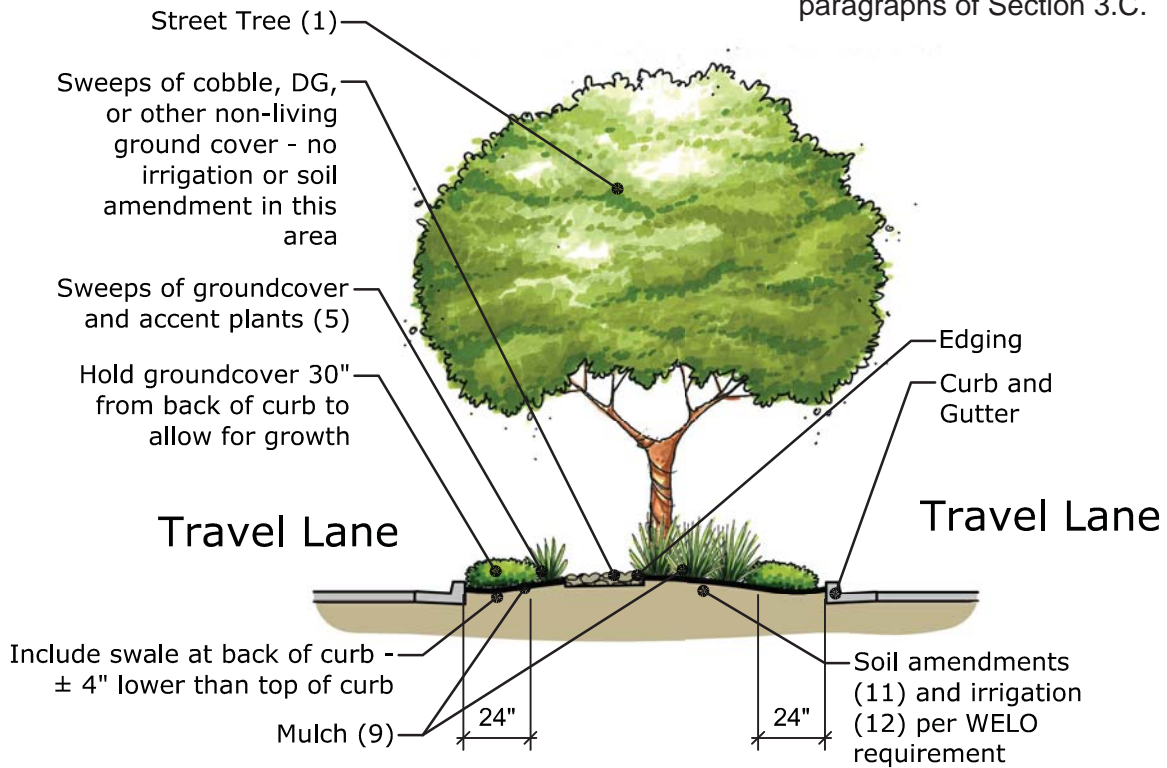 paragraphs of Section 3.C.
Street Tree (1)
Sweeps of cobble, DG,
or other non-living
ground cover - no
irrigation or soil
amendment in this
area
Sweeps of groundcover
and accent plants (5)
Hold groundcover 30"
from back of curb to
allow for growth
Edging
Curb and
Gutter
Travel Lane
Travel Lane
Include swale at back of curb -
± 4" lower than top of curb
Mulch (9)
24"
24"
Soil amendments
(11) and irrigation
(12) per WELO
requirement